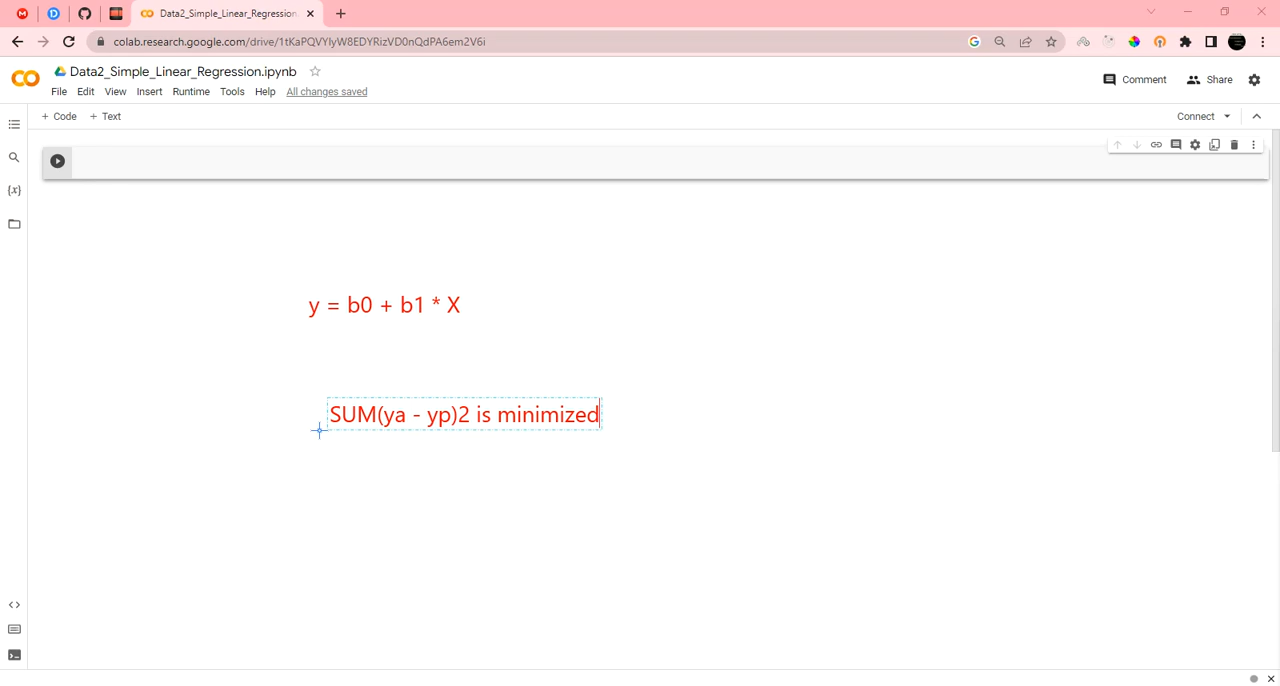 Data2_Simple_Linear_Regression.
colab.research.google.com/drive/1tKaPQVYlyW8EDYRizVD0nQdPA6em2V6i
Data2_Simple_Linear_Regression.ipynb
File Edit View Insert Runtime Tools Help All changes saved
Comment Share
+ Code + Text
Connect
y = b0 + b1 * X
SUM(ya - yp)2 is minimized